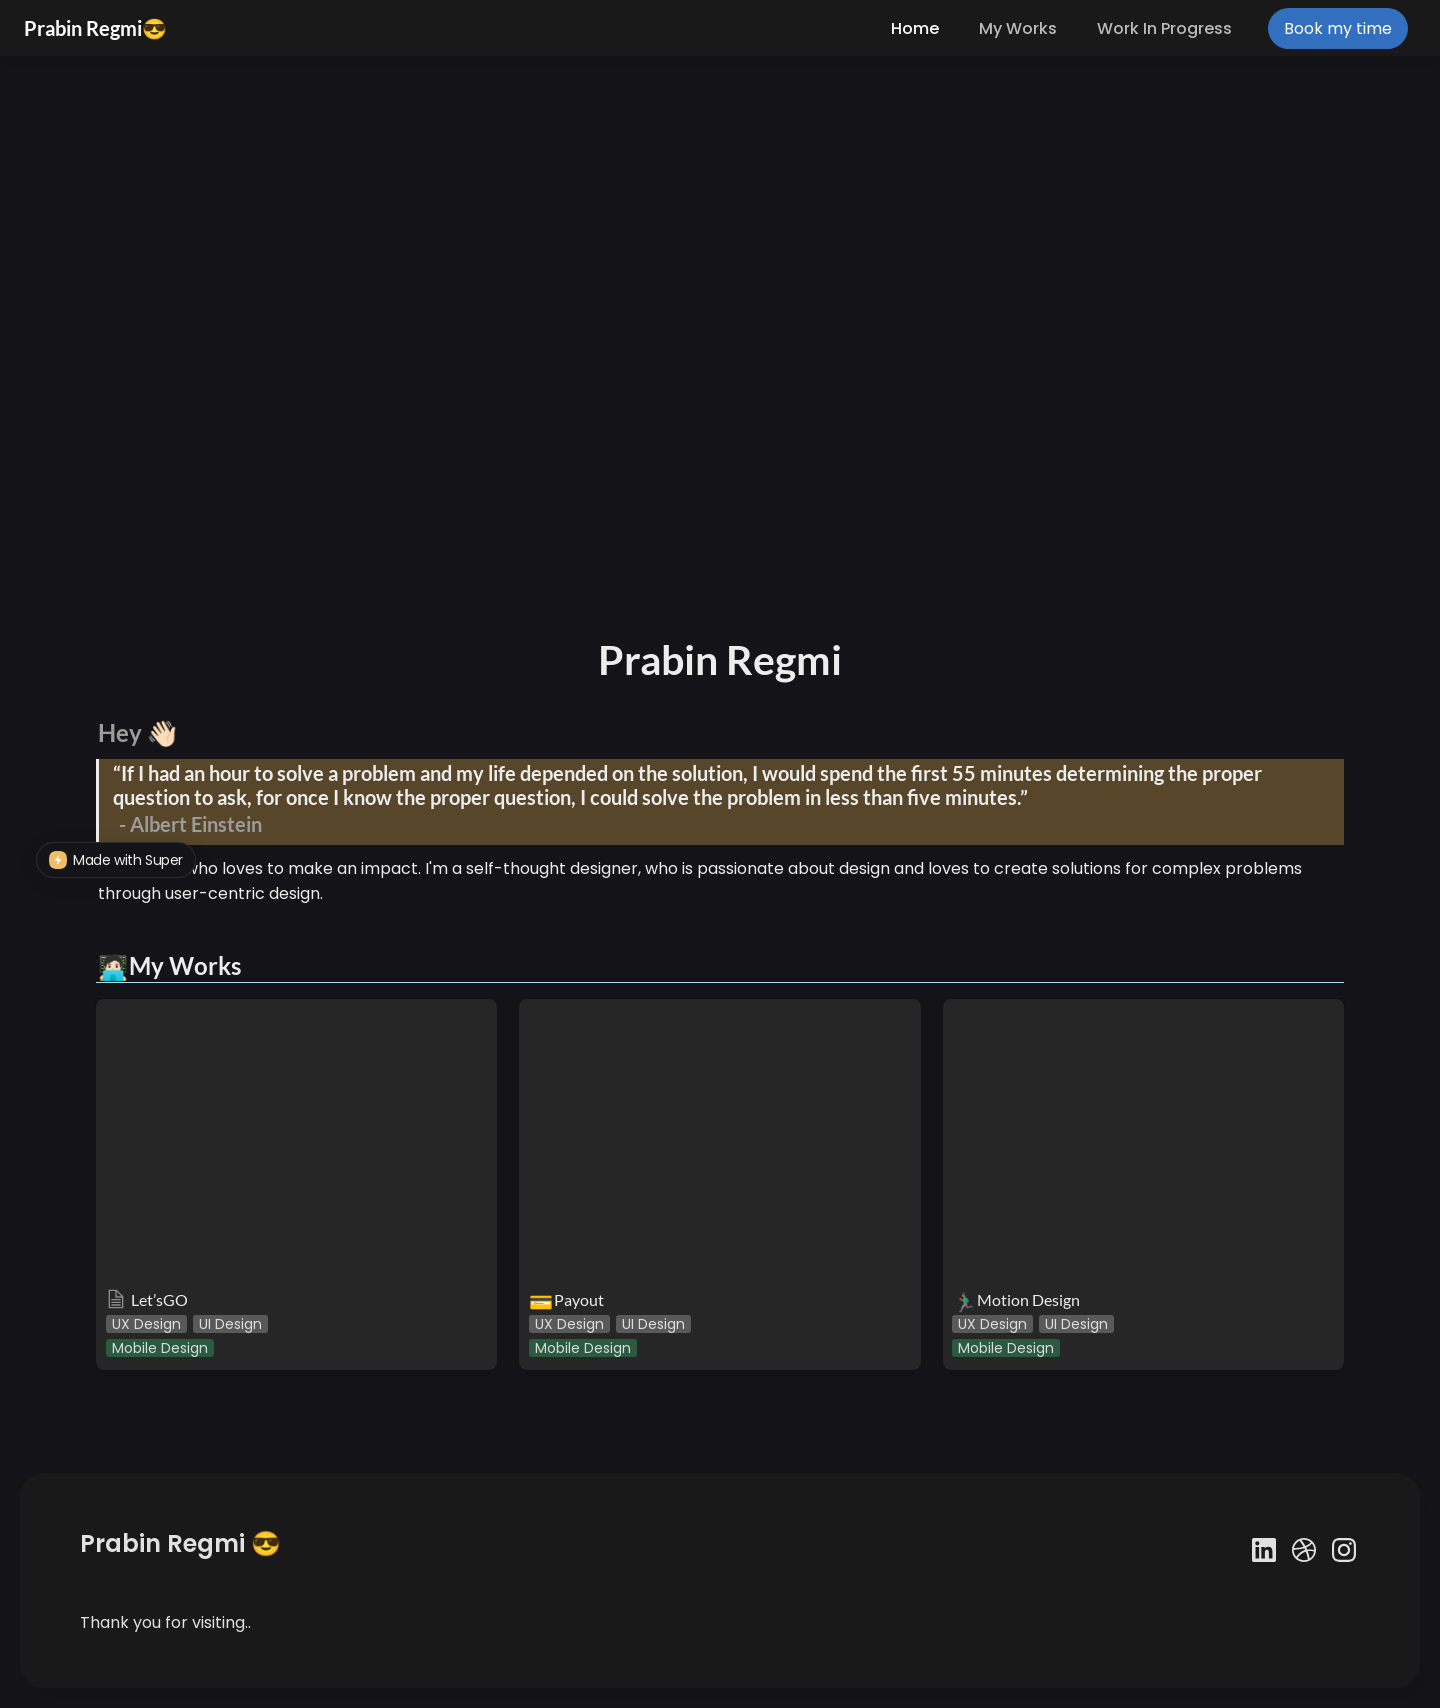 Prabin Regmi😎
Home
My Works
Work In Progress
Book my time
Prabin Regmi
Hey 👋🏻
“If I had an hour to solve a problem and my life depended on the solution, I would spend the first 55 minutes determining the proper
question to ask, for once I know the proper question, I could solve the problem in less than five minutes.”
- Albert Einstein
Made with Super
who loves to make an impact. I'm a self-thought designer, who is passionate about design and loves to create solutions for complex problems
through user-centric design.
🧑🏻‍💻My Works
Let’sGO
UX Design UI Design
Mobile Design
💳Payout
UX Design UI Design
Mobile Design
🏃🏾‍♂️Motion Design
UX Design UI Design
Mobile Design
Prabin Regmi 😎
Thank you for visiting..